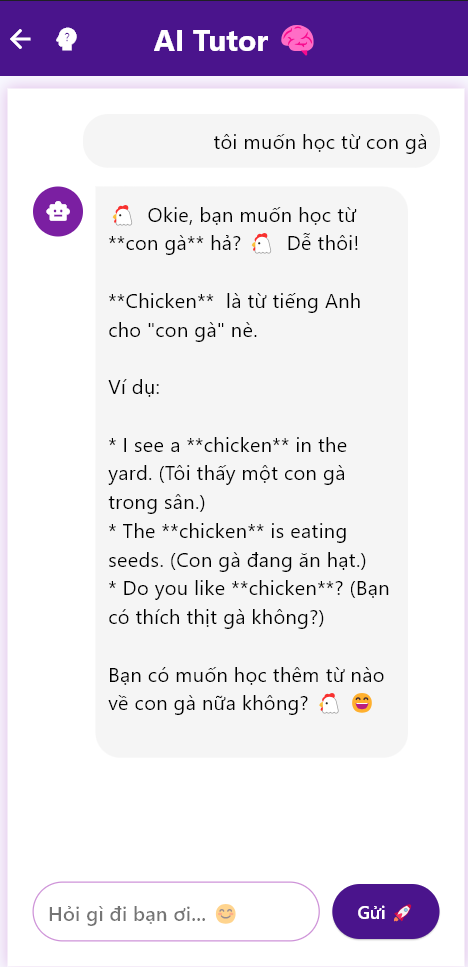 AI Tutor 🧠
tôi muốn học từ con gà
🐔 Okie, bạn muốn học từ
**con gà** hả? 🐔 Dễ thôi!
**Chicken** là từ tiếng Anh
cho "con gà" nè.
Ví dụ:
* I see a **chicken** in the
yard. (Tôi thấy một con gà
trong sân.)
* The **chicken** is eating
seeds. (Con gà đang ăn hạt.)
* Do you like **chicken**? (Bạn
có thích thịt gà không?)
Bạn có muốn học thêm từ nào
về con gà nữa không? 🐔 😄
Hỏi gì đi bạn ơi... 😊
Gửi 🚀